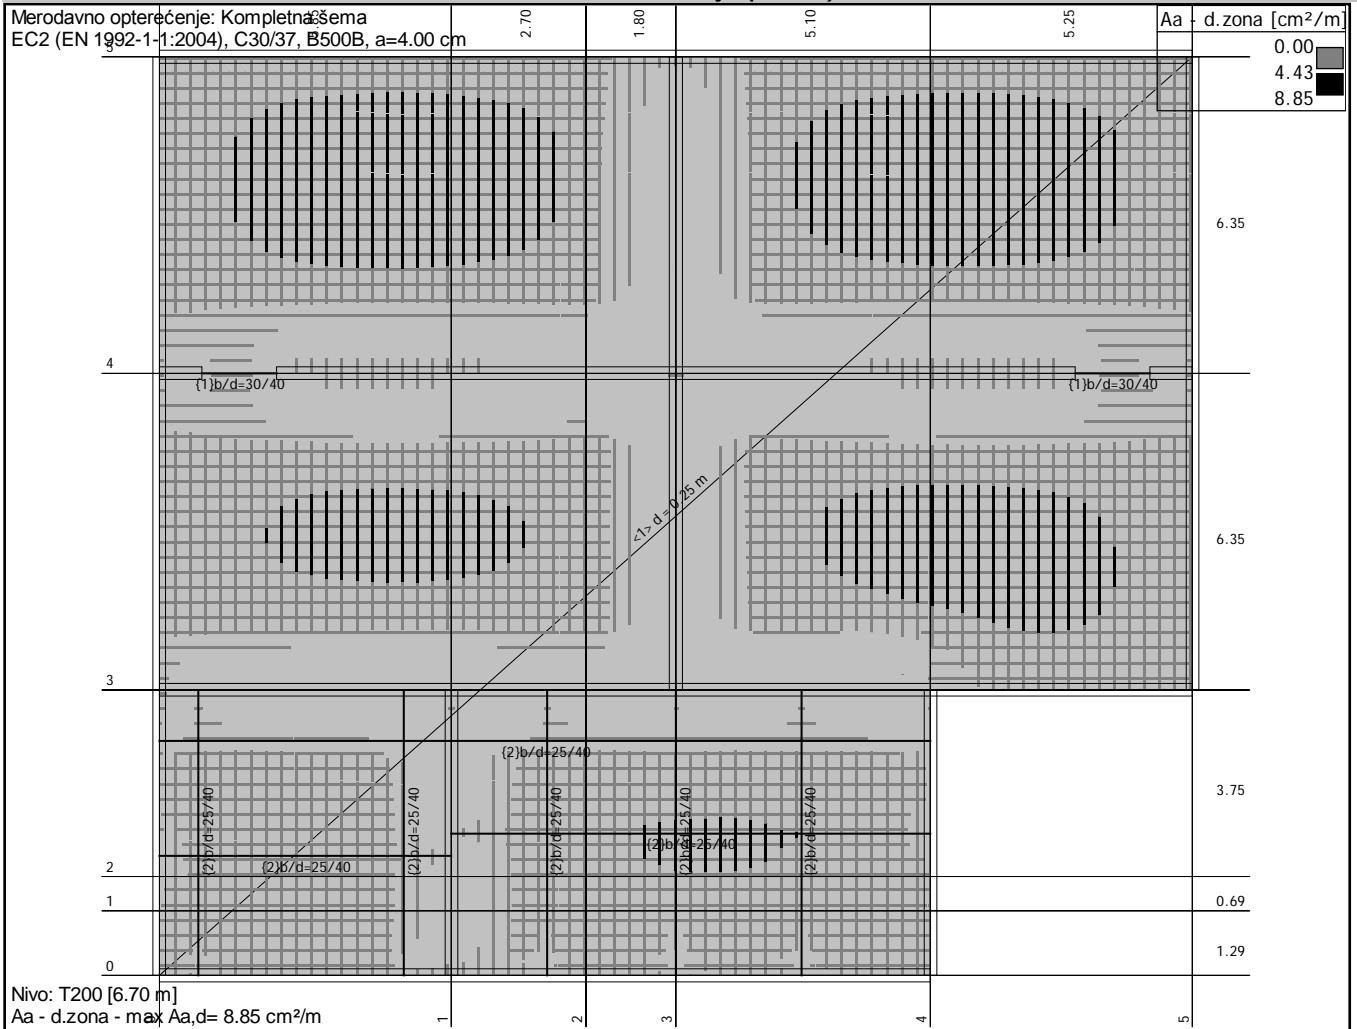 Merodavno opterećenje: Kompletna šema
EC2 (EN 1992-1-1:2004), C30/37, B500B, a=4.00 cm
2.70
1.80
5.10
5.25
Aa - d.zona [cm²/m]
0.00
4.43
8.85
5
6.35
4
{1}b/d=30/40
{1}b/d=30/40
<1> d = 0.25 m
6.35
3
{2}b/d=25/40
{2}b/d=25/40
{2}b/d=25/40
{2}b/d=25/40
{2}b/d=25/40
{2}b/d=25/40
3.75
{2}b/d=25/40
{2}b/d=25/40
2
1
0.69
0
1.29
Nivo: T200 [6.70 m]
Aa - d.zona - max Aa,d= 8.85 cm²/m
1
2
3
4
5